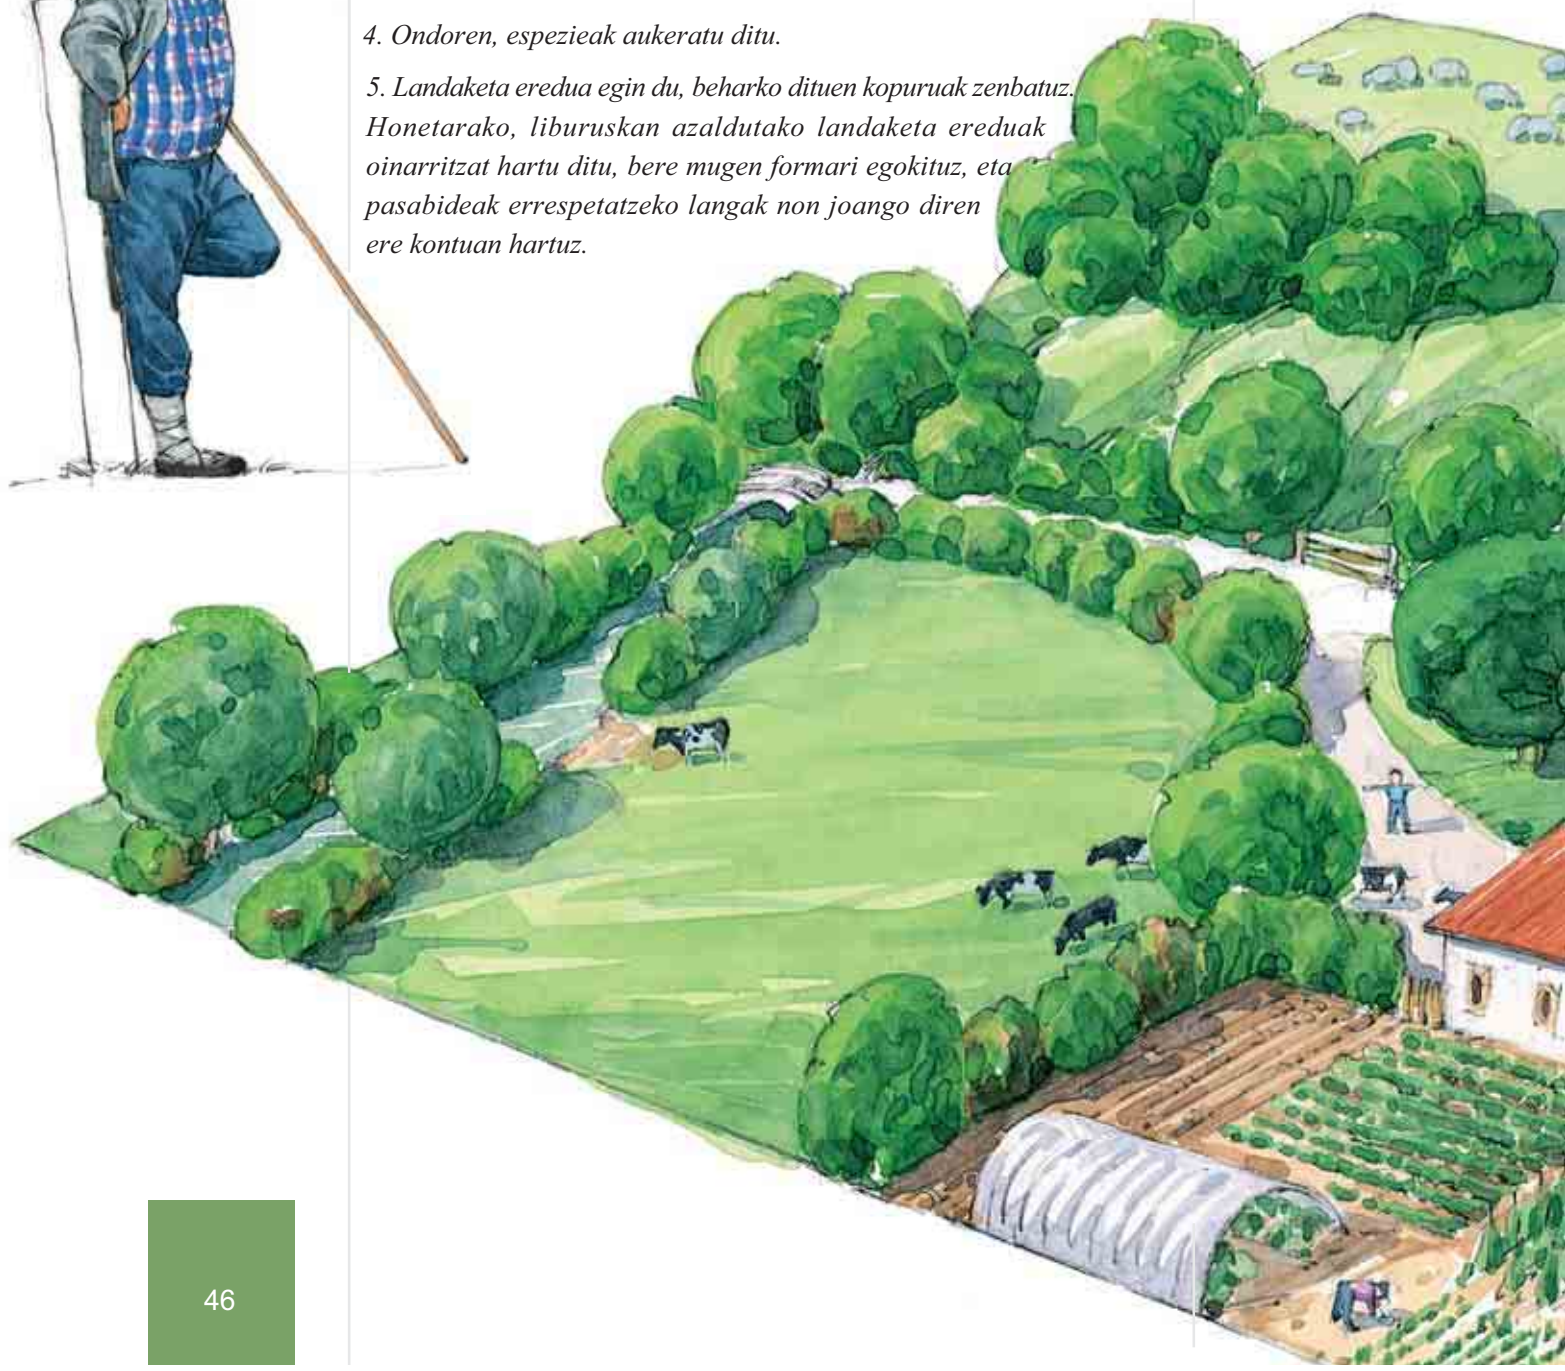 4. Ondoren, espezieak aukeratu ditu.
5. Landaketa eredua egin du, beharko dituen kopuruak zenbatuz.
Honetarako, liburuskan azaldutako landaketa ereduak
oinarritzat hartu ditu, bere mugen formari egokituz, eta
pasabideak errespetatzeko langak non joango diren
ere kontuan hartuz.
46